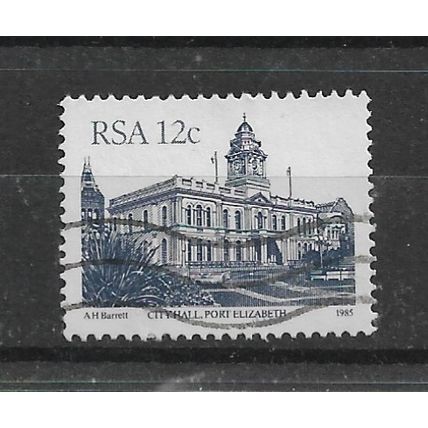 RSA 12c
A H Barrett CITY HALL, PORT ELIZABETH 1985